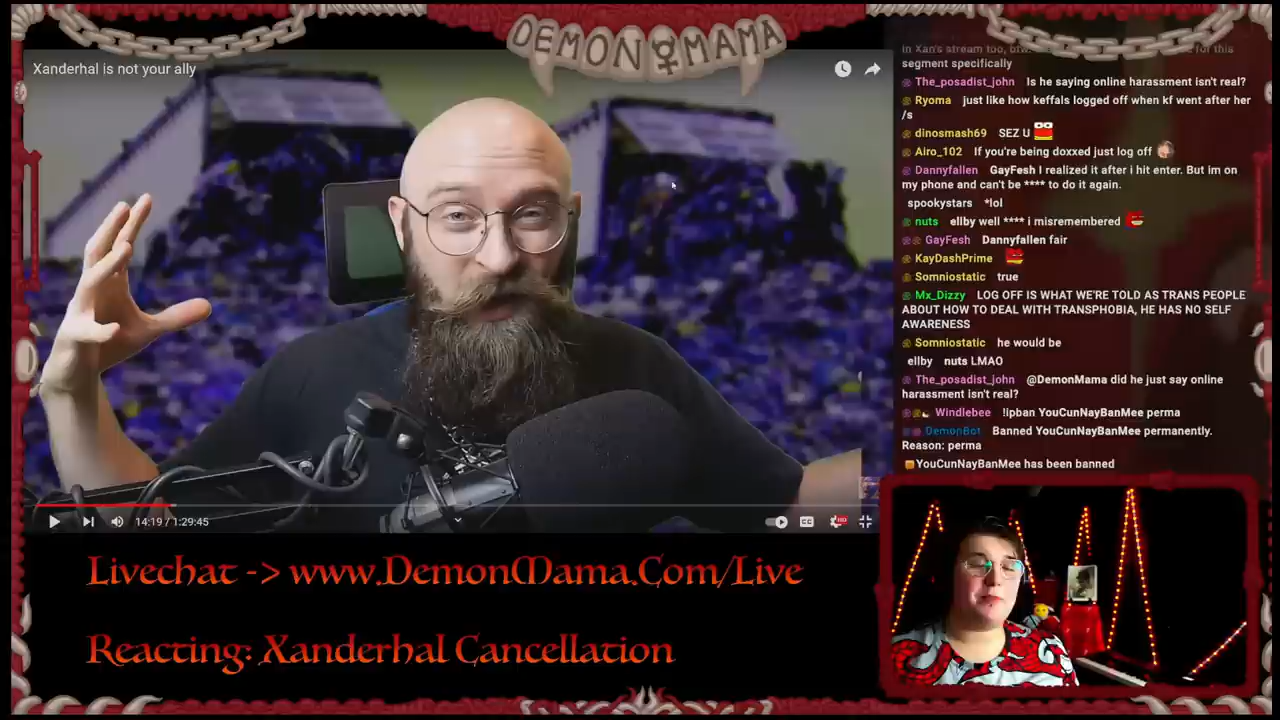 DEMON MAMA
Xanderhal is not your ally
in Xan's stream too, btw. for this
segment specifically
The_posadist_john Is he saying online harassment isn't real?
Ryoma just like how keffals logged off when kf went after her
/s
dinosmash69 SEZ U
Airo_102 If you're being doxxed just log off
Dannyfallen GayFesh I realized it after i hit enter. But im on
my phone and can't be **** to do it again.
spookystars *lol
nuts ellby well **** i misremembered
GayFesh Dannyfallen fair
KayDashPrime
Somniostatic true
Mx_Dizzy LOG OFF IS WHAT WE'RE TOLD AS TRANS PEOPLE
ABOUT HOW TO DEAL WITH TRANSPHOBIA, HE HAS NO SELF
AWARENESS
Somniostatic he would be
ellby nuts LMAO
The_posadist_john @DemonMama did he just say online
harassment isn't real?
Windlebee !ipban YouCunNayBanMee perma
DemonBot Banned YouCunNayBanMee permanently.
Reason: perma
YouCunNayBanMee has been banned
14:19 / 1:29:45
CC
HD
Livechat -> www.DemonMama.Com/Live
Reacting: Xanderhal Cancellation